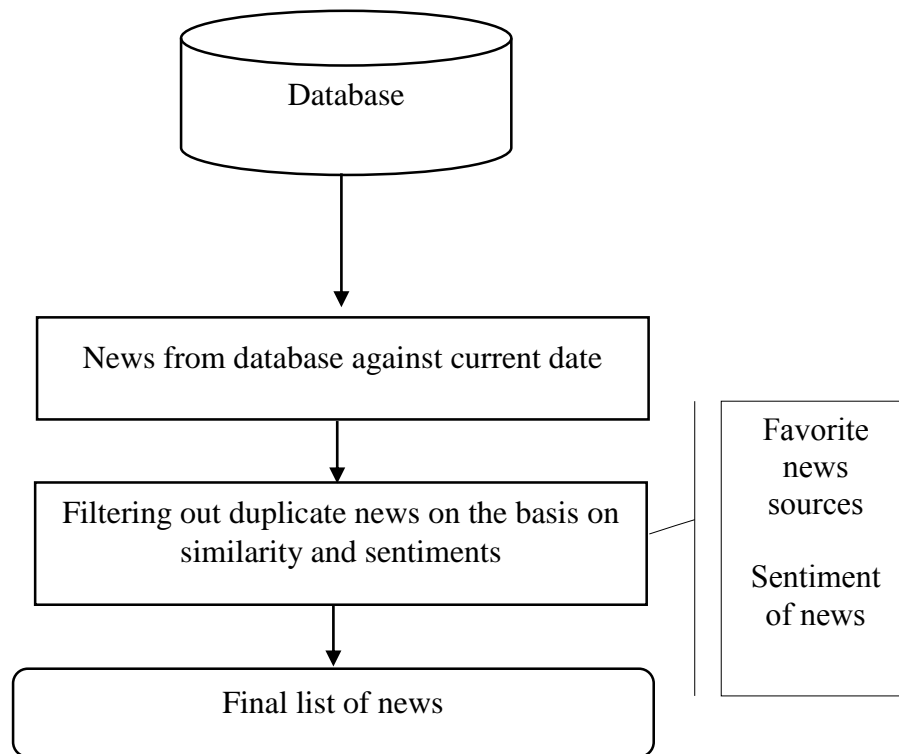 Database
News from database against current date
Filtering out duplicate news on the basis on
similarity and sentiments
Favorite
news
sources
Sentiment
of news
Final list of news